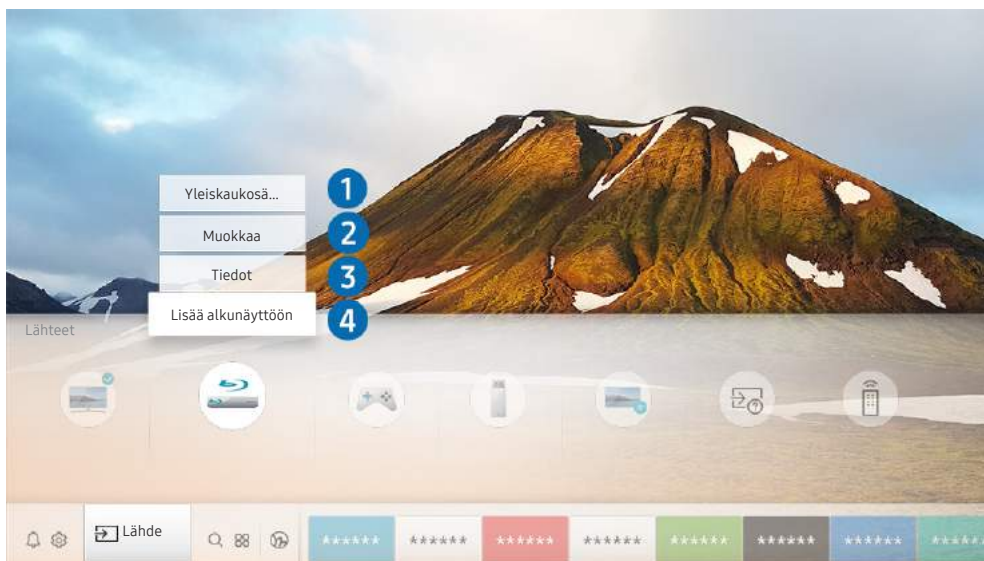 Yleiskaukosä...
1
Muokkaa
2
Tiedot
3
Lisää alkunäyttöön
4
Lähteet
Lähde
****** ****** ****** ****** ****** ****** ****** ******